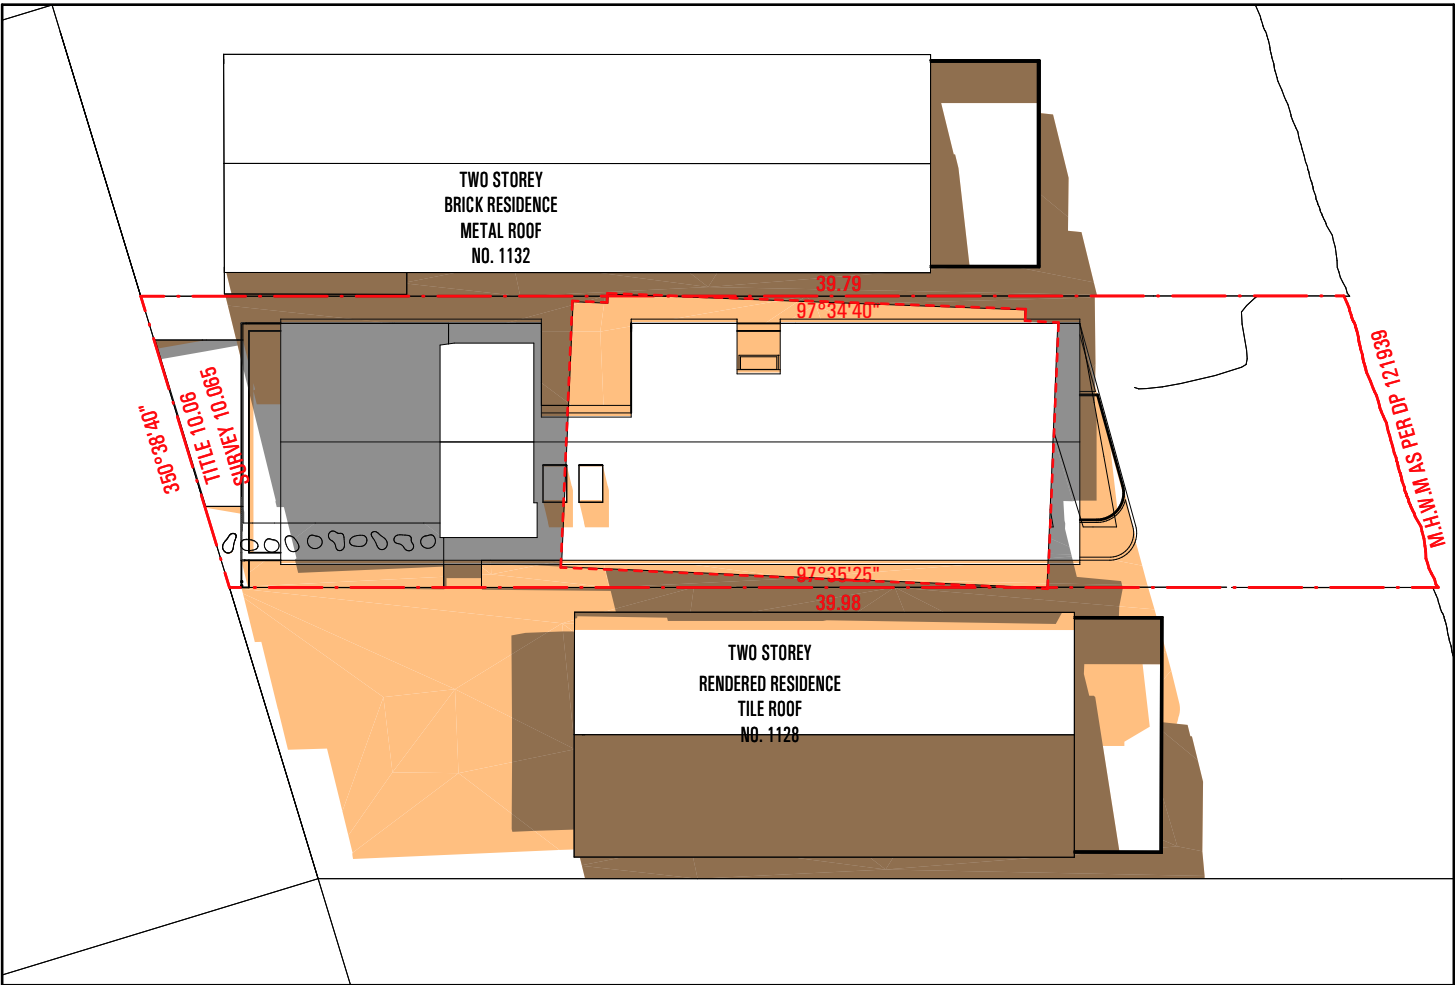 TWO STOREY
BRICK RESIDENCE
METAL ROOF
NO. 1132
39.79
97°34'40"
350°38'40"
TITLE 10.06
SURVEY 10.065
M.H.W.M AS PER DP 121939
97°35'25"
39.98
TWO STOREY
RENDERED RESIDENCE
TILE ROOF
NO. 1128